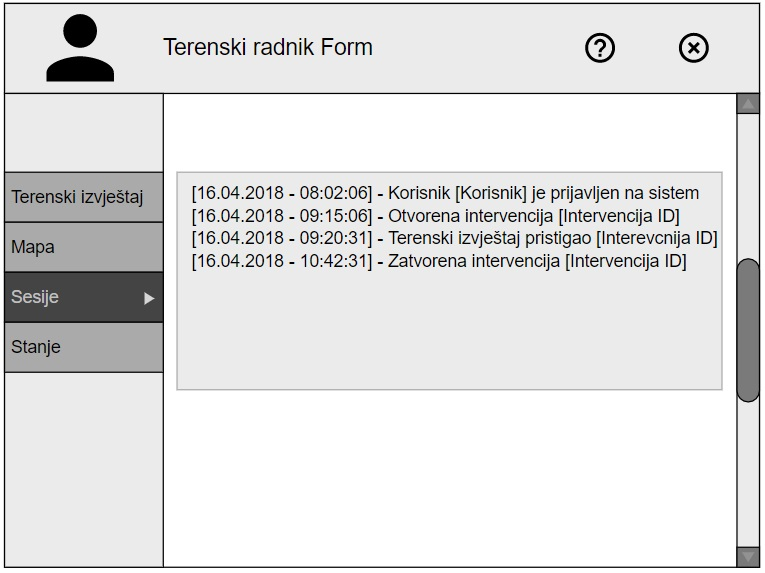 Terenski radnik Form
Terenski izvještaj
Mapa
Sesije
Stanje
[16.04.2018 - 08:02:06] - Korisnik [Korisnik] je prijavljen na sistem
[16.04.2018 - 09:15:06] - Otvorena intervencija [Intervencija ID]
[16.04.2018 - 09:20:31] - Terenski izvještaj pristigao [Interevcnija ID]
[16.04.2018 - 10:42:31] - Zatvorena intervencija [Intervencija ID]